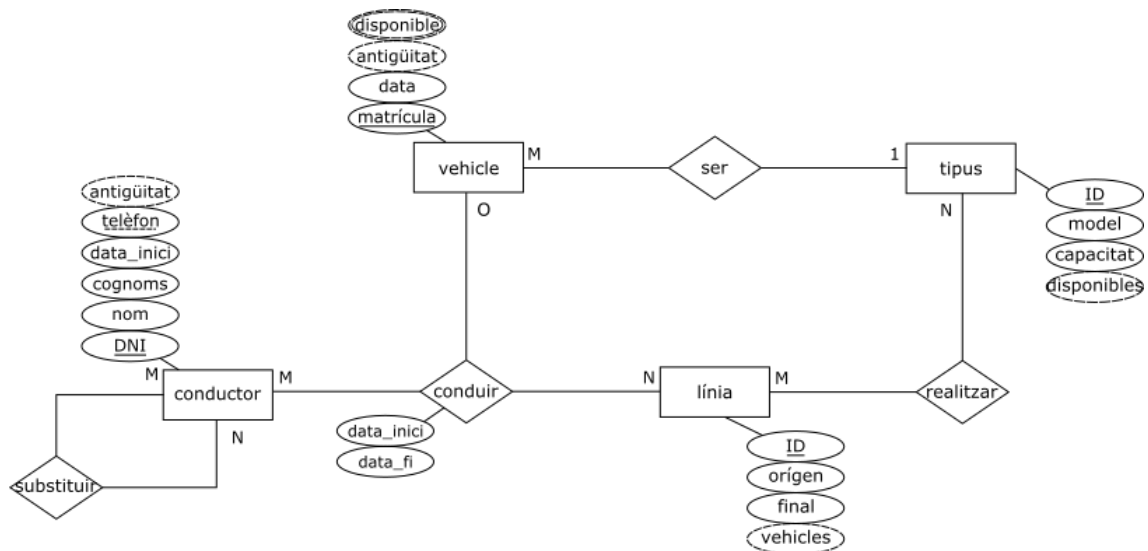 disponible
antigüitat
data
matrícula
vehicle
M
ser
1
tipus
ID
model
capacitat
disponibles
O
N
antigüitat
telèfon
data_inici
cognoms
nom
DNI
M
conductor
M
N
substituïr
conduir
data_inici
data_fi
N
línia
M
realitzar
ID
orígen
final
vehicles